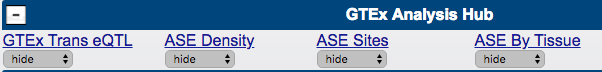 GTEx Analysis Hub
GTEx Trans eQTL ASE Density ASE Sites ASE By Tissue
hide hide hide hide